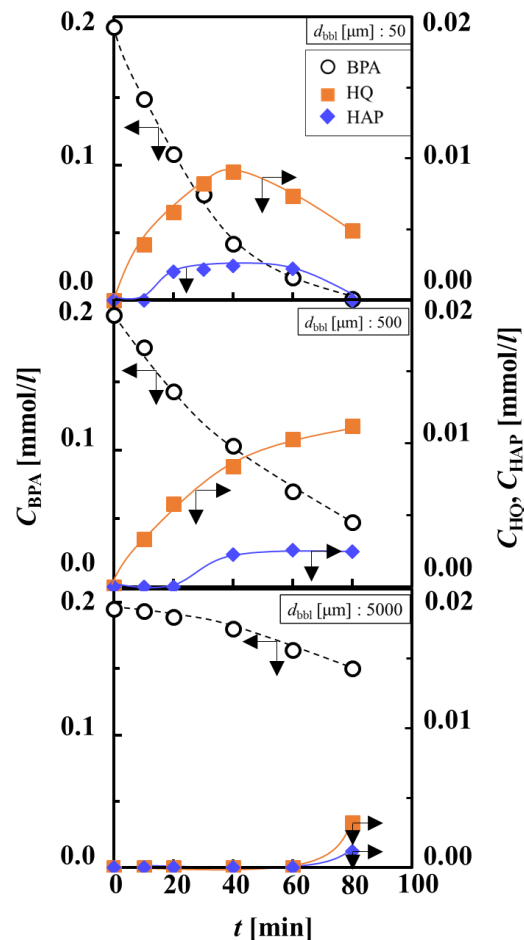 d_bbl [μm] : 50
BPA
HQ
HAP
0.2
0.1
0.0
0.02
0.01
0.00
d_bbl [μm] : 500
0.2
0.1
0.0
0.02
0.01
0.00
d_bbl [μm] : 5000
0.2
0.1
0.0
0.02
0.01
0.00
C_BPA [mmol/l]
C_HQ, C_HAP [mmol/l]
0 20 40 60 80 100
t [min]